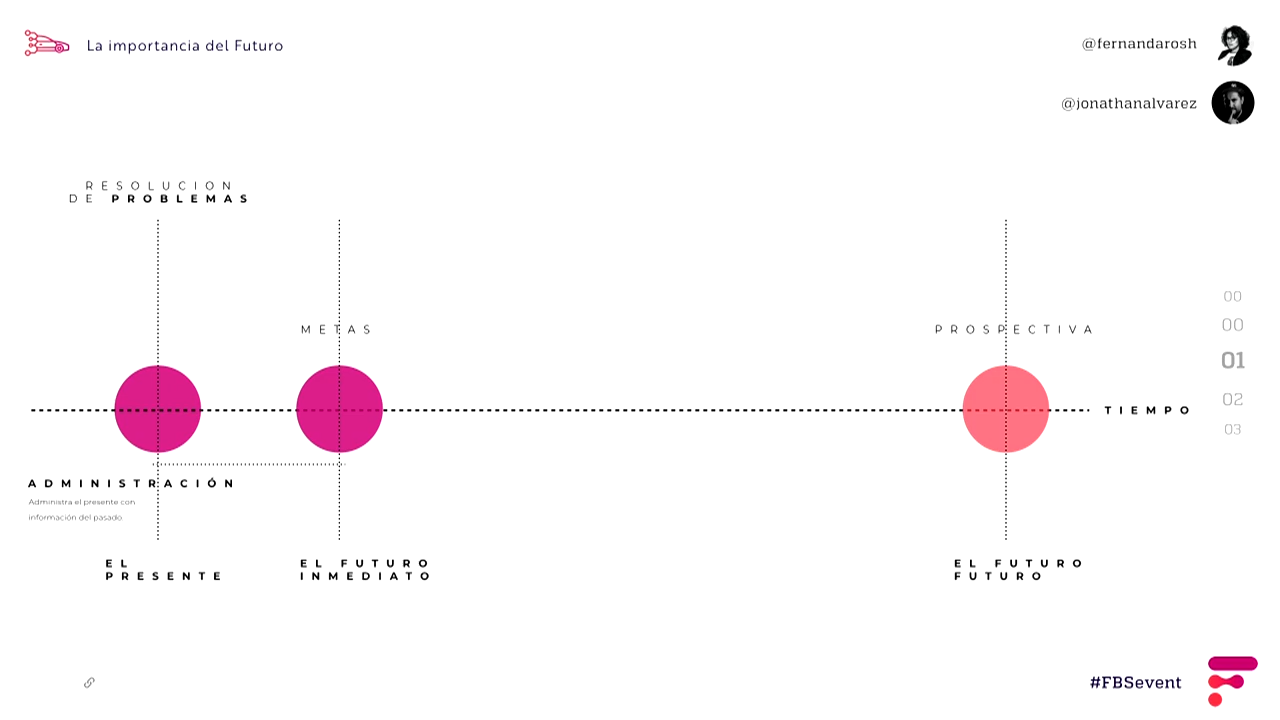 La importancia del Futuro
@fernandarosh
@jonathanalvarez
RESOLUCION
DE PROBLEMAS
METAS
PROSPECTIVA
00
00
01
02
03
TIEMPO
ADMINISTRACIÓN
Administra el presente con
información del pasado
EL
PRESENTE
EL FUTURO
INMEDIATO
EL FUTURO
FUTURO
#FBSevent